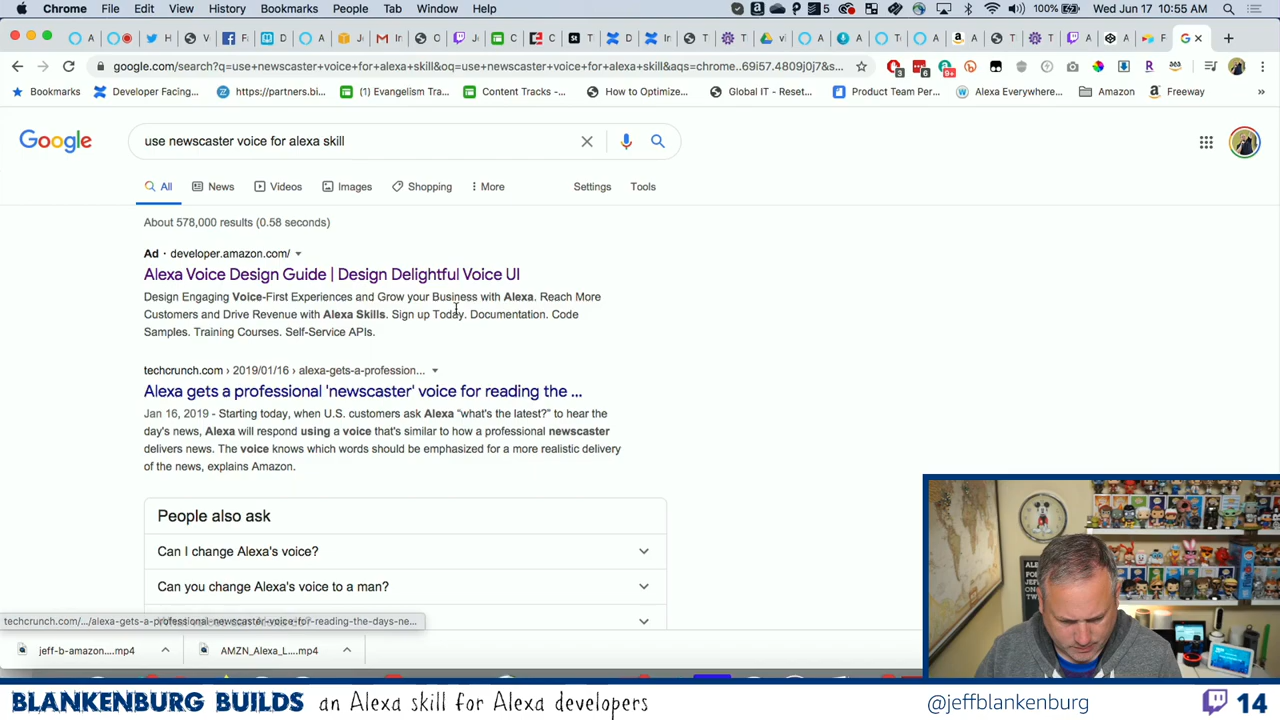 Chrome File Edit View History Bookmarks People Tab Window Help 5 100% Wed Jun 17 10:55 AM
google.com/search?q=use+newscaster+voice+for+alexa+skill&oq=use+newscaster+voice+for+alexa+skill&aqs=chrome..69i57.4809j0j7&s...
Bookmarks Developer Facing... https://partners.bi... (1) Evangelism Tra... Content Tracks -... How to Optimize... Global IT - Reset... Product Team Per... Alexa Everywhere... Amazon Freeway »
Google use newscaster voice for alexa skill
All News Videos Images Shopping More Settings Tools
About 578,000 results (0.58 seconds)
Ad · developer.amazon.com/
Alexa Voice Design Guide | Design Delightful Voice UI
Design Engaging Voice-First Experiences and Grow your Business with Alexa. Reach More
Customers and Drive Revenue with Alexa Skills. Sign up Today. Documentation. Code
Samples. Training Courses. Self-Service APIs.
techcrunch.com › 2019/01/16 › alexa-gets-a-profession...
Alexa gets a professional 'newscaster' voice for reading the ...
Jan 16, 2019 - Starting today, when U.S. customers ask Alexa “what's the latest?” to hear the
day's news, Alexa will respond using a voice that's similar to how a professional newscaster
delivers news. The voice knows which words should be emphasized for a more realistic delivery
of the news, explains Amazon.
People also ask
Can I change Alexa's voice?
Can you change Alexa's voice to a man?
techcrunch.com/.../alexa-gets-a-professional-newscaster-voice-for-reading-the-days-ne...
jeff-b-amazon....mp4 AMZN_Alexa_L....mp4
BLANKENBURG BUILDS an Alexa skill for Alexa developers @jeffblankenburg 14